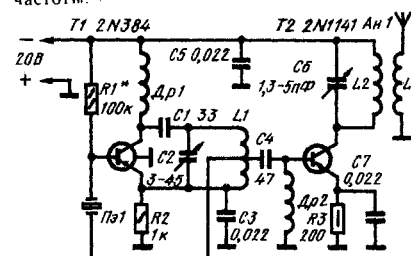 частоты.
T1 2N384
T2 2N1141
Ан 1
−
20В
+
R1*
100к
Др1
C5 0,022
C6
1,3-5пФ
L2
C1
33
L1
C2
3-45
C4
47
C7
0,022
Пэ1
R2
1к
C3
0,022
Др2
R3
200